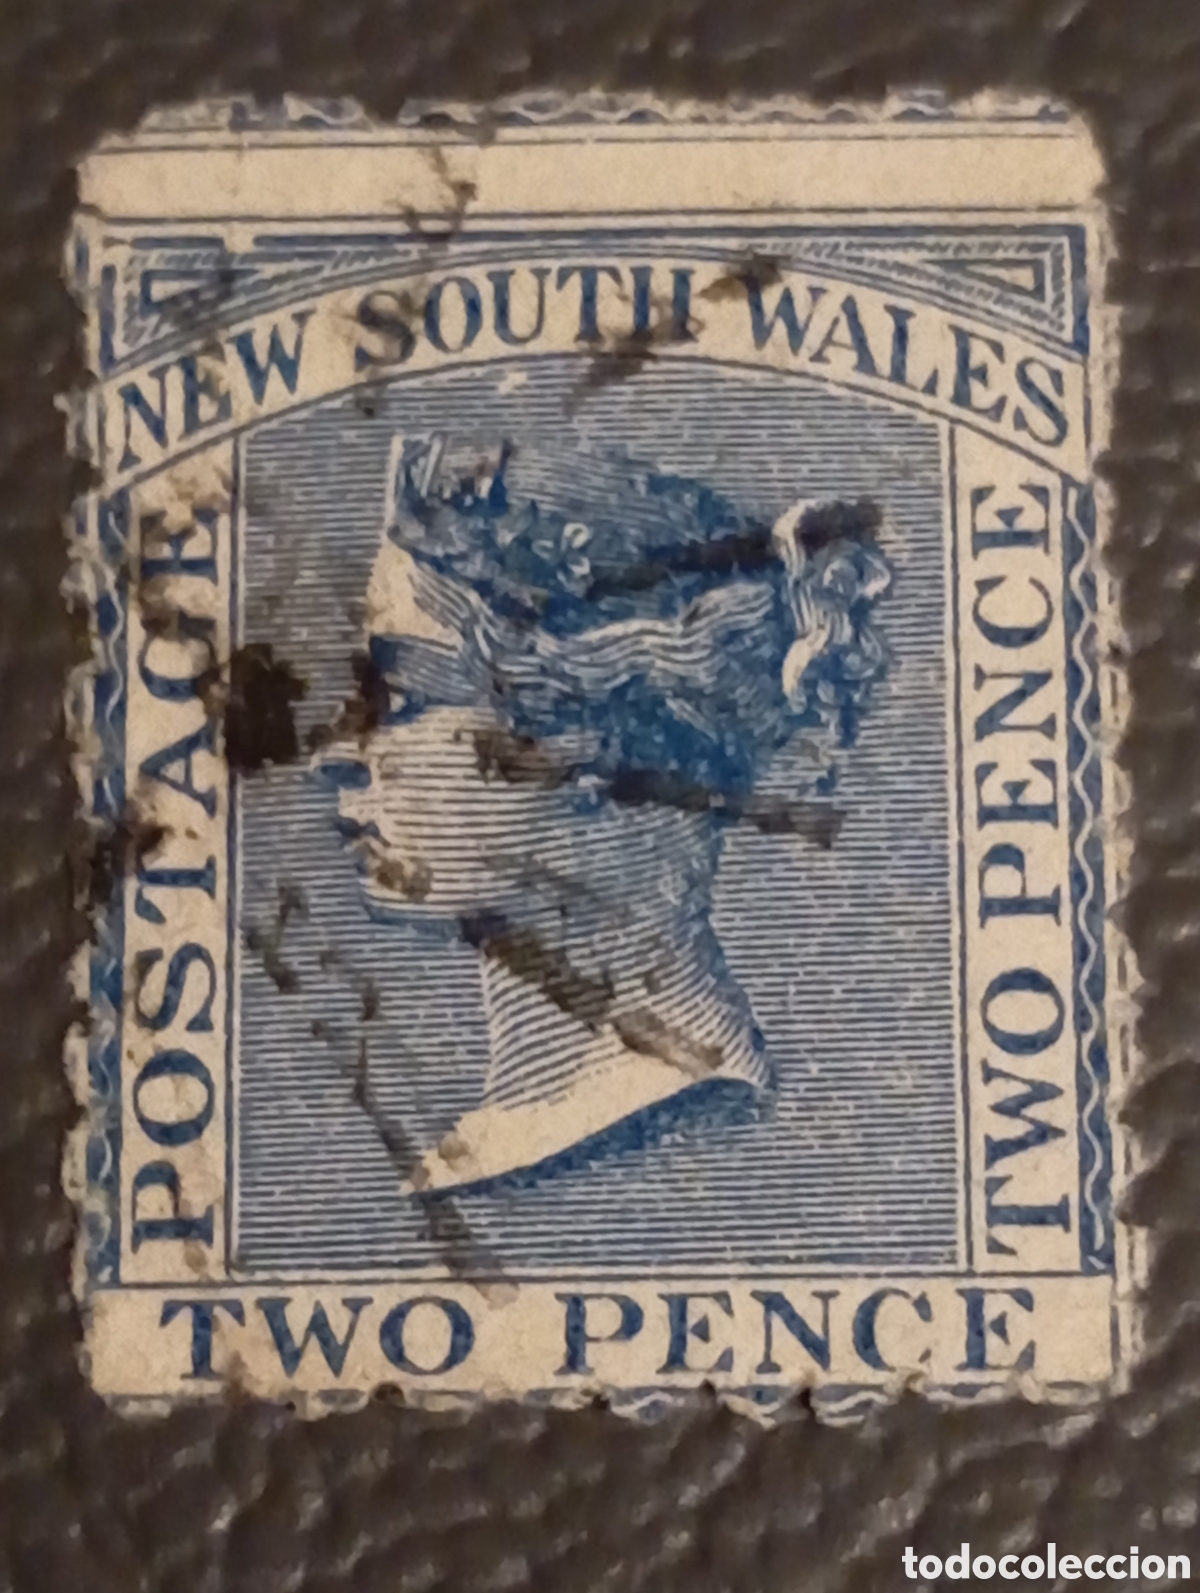 NEW SOUTH WALES
POSTAGE
TWO PENCE
TWO PENCE
todocoleccion